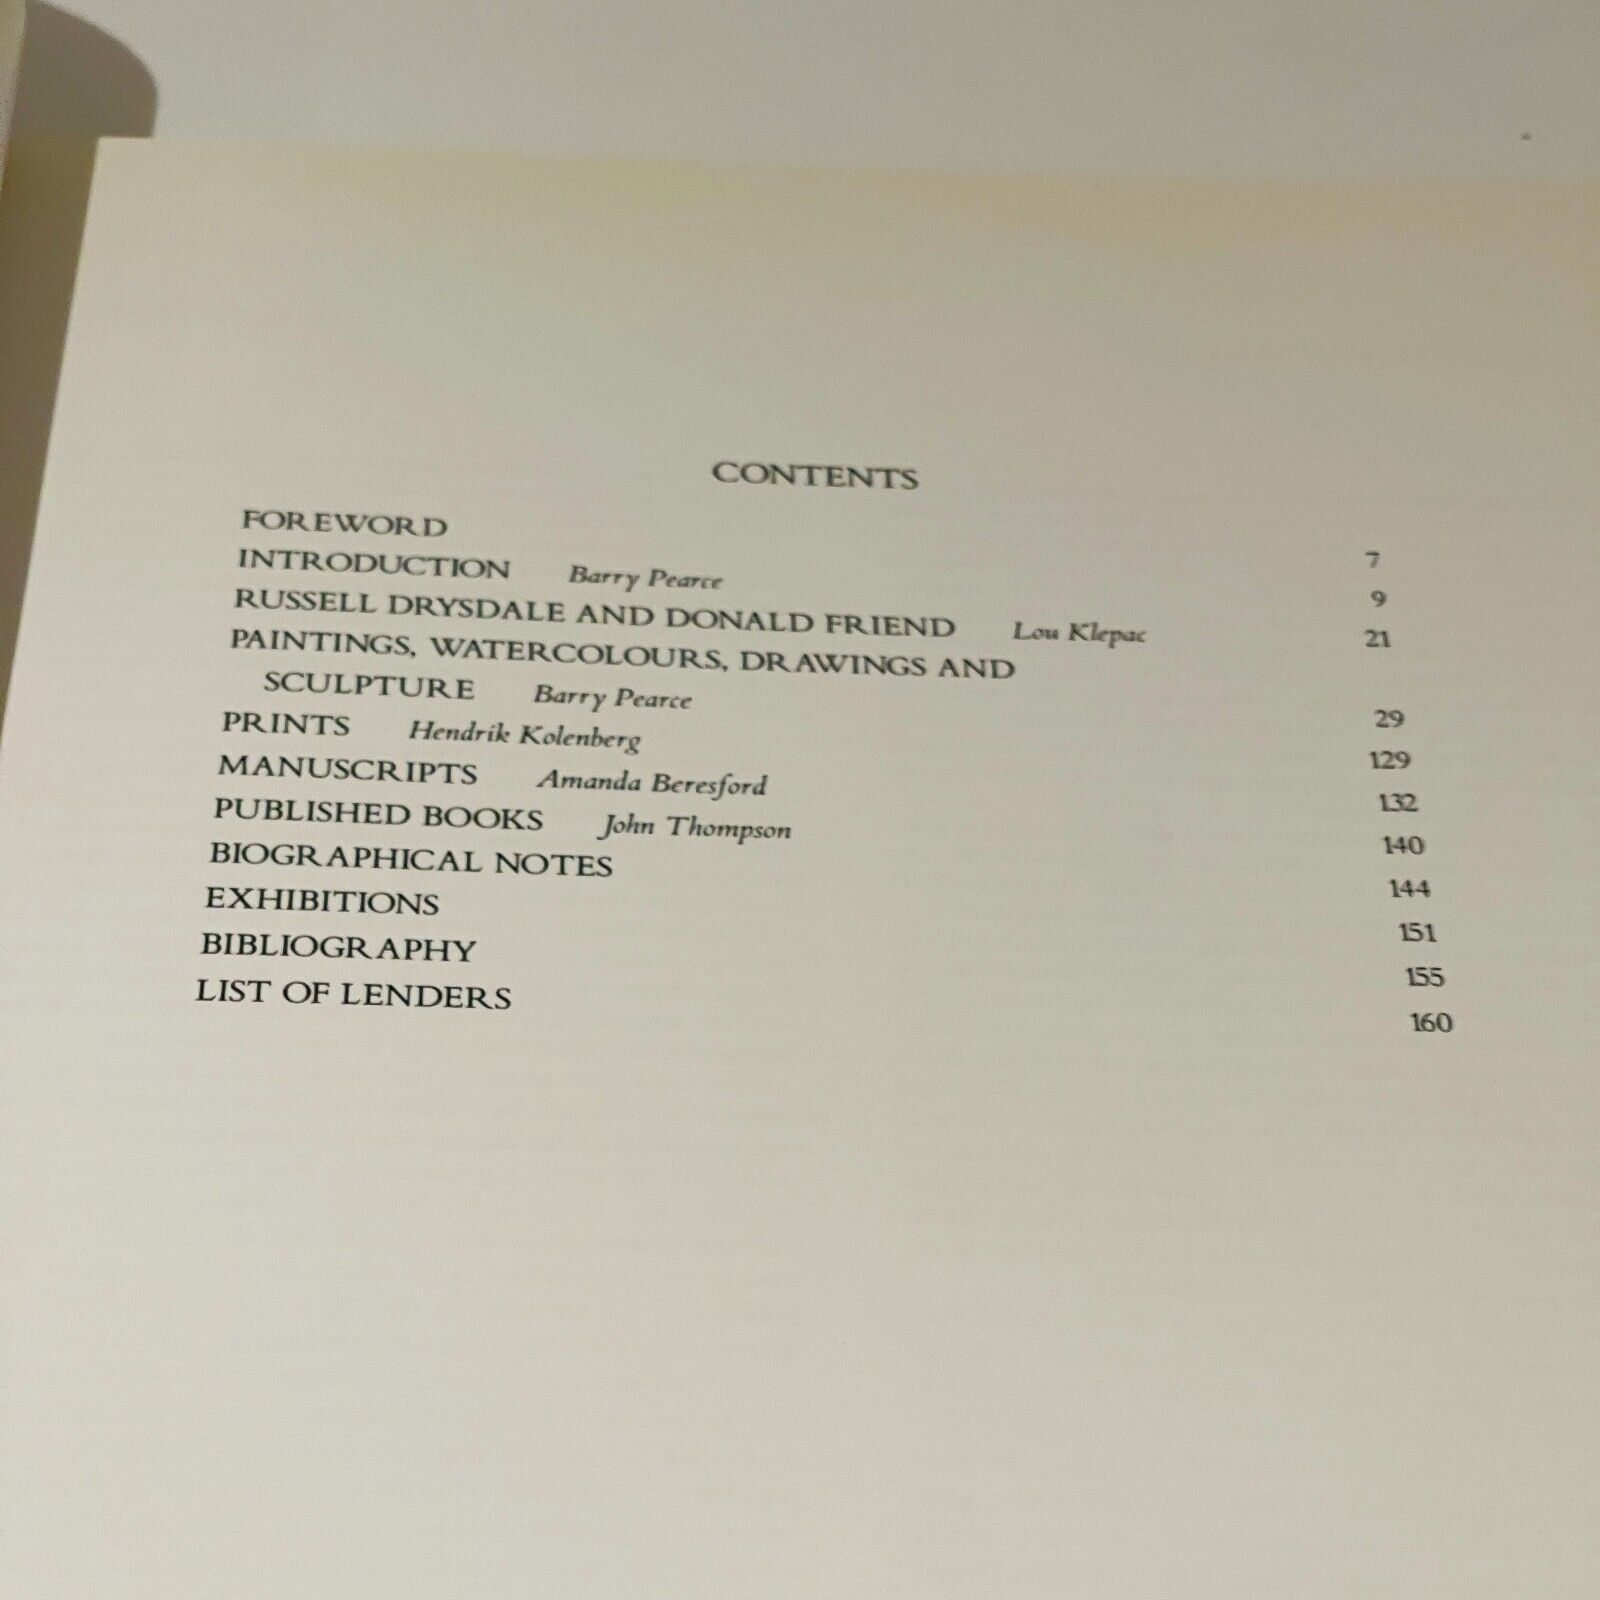 CONTENTS
FOREWORD 7
INTRODUCTION Barry Pearce 9
RUSSELL DRYSDALE AND DONALD FRIEND Lou Klepac 21
PAINTINGS, WATERCOLOURS, DRAWINGS AND
SCULPTURE Barry Pearce 29
PRINTS Hendrik Kolenberg 129
MANUSCRIPTS Amanda Beresford 132
PUBLISHED BOOKS John Thompson 140
BIOGRAPHICAL NOTES 144
EXHIBITIONS 151
BIBLIOGRAPHY 155
LIST OF LENDERS 160